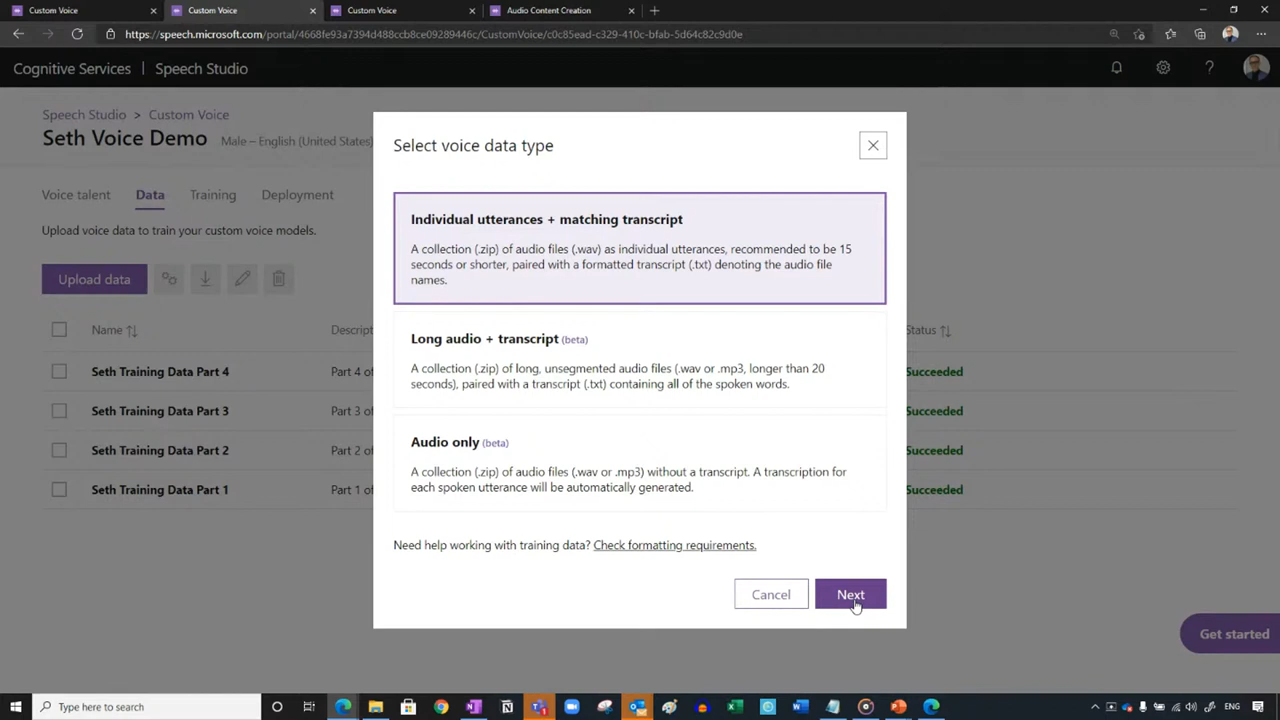 Custom Voice
Custom Voice
Custom Voice
Audio Content Creation
https://speech.microsoft.com/portal/4668fe93a7394d488ccb8ce09289446c/CustomVoice/c0c85ead-c329-410c-bfab-5d64c82c9d0e
Cognitive Services | Speech Studio
Speech Studio > Custom Voice
Seth Voice Demo Male – English (United States)
Voice talent Data Training Deployment
Upload voice data to train your custom voice models.
Upload data
Name Descript Status
Seth Training Data Part 4 Part 4 of Succeeded
Seth Training Data Part 3 Part 3 of Succeeded
Seth Training Data Part 2 Part 2 of Succeeded
Seth Training Data Part 1 Part 1 of Succeeded
Select voice data type
Individual utterances + matching transcript
A collection (.zip) of audio files (.wav) as individual utterances, recommended to be 15
seconds or shorter, paired with a formatted transcript (.txt) denoting the audio file
names.
Long audio + transcript (beta)
A collection (.zip) of long, unsegmented audio files (.wav or .mp3, longer than 20
seconds), paired with a transcript (.txt) containing all of the spoken words.
Audio only (beta)
A collection (.zip) of audio files (.wav or .mp3) without a transcript. A transcription for
each spoken utterance will be automatically generated.
Need help working with training data? Check formatting requirements.
Cancel Next
Get started
Type here to search
ENG